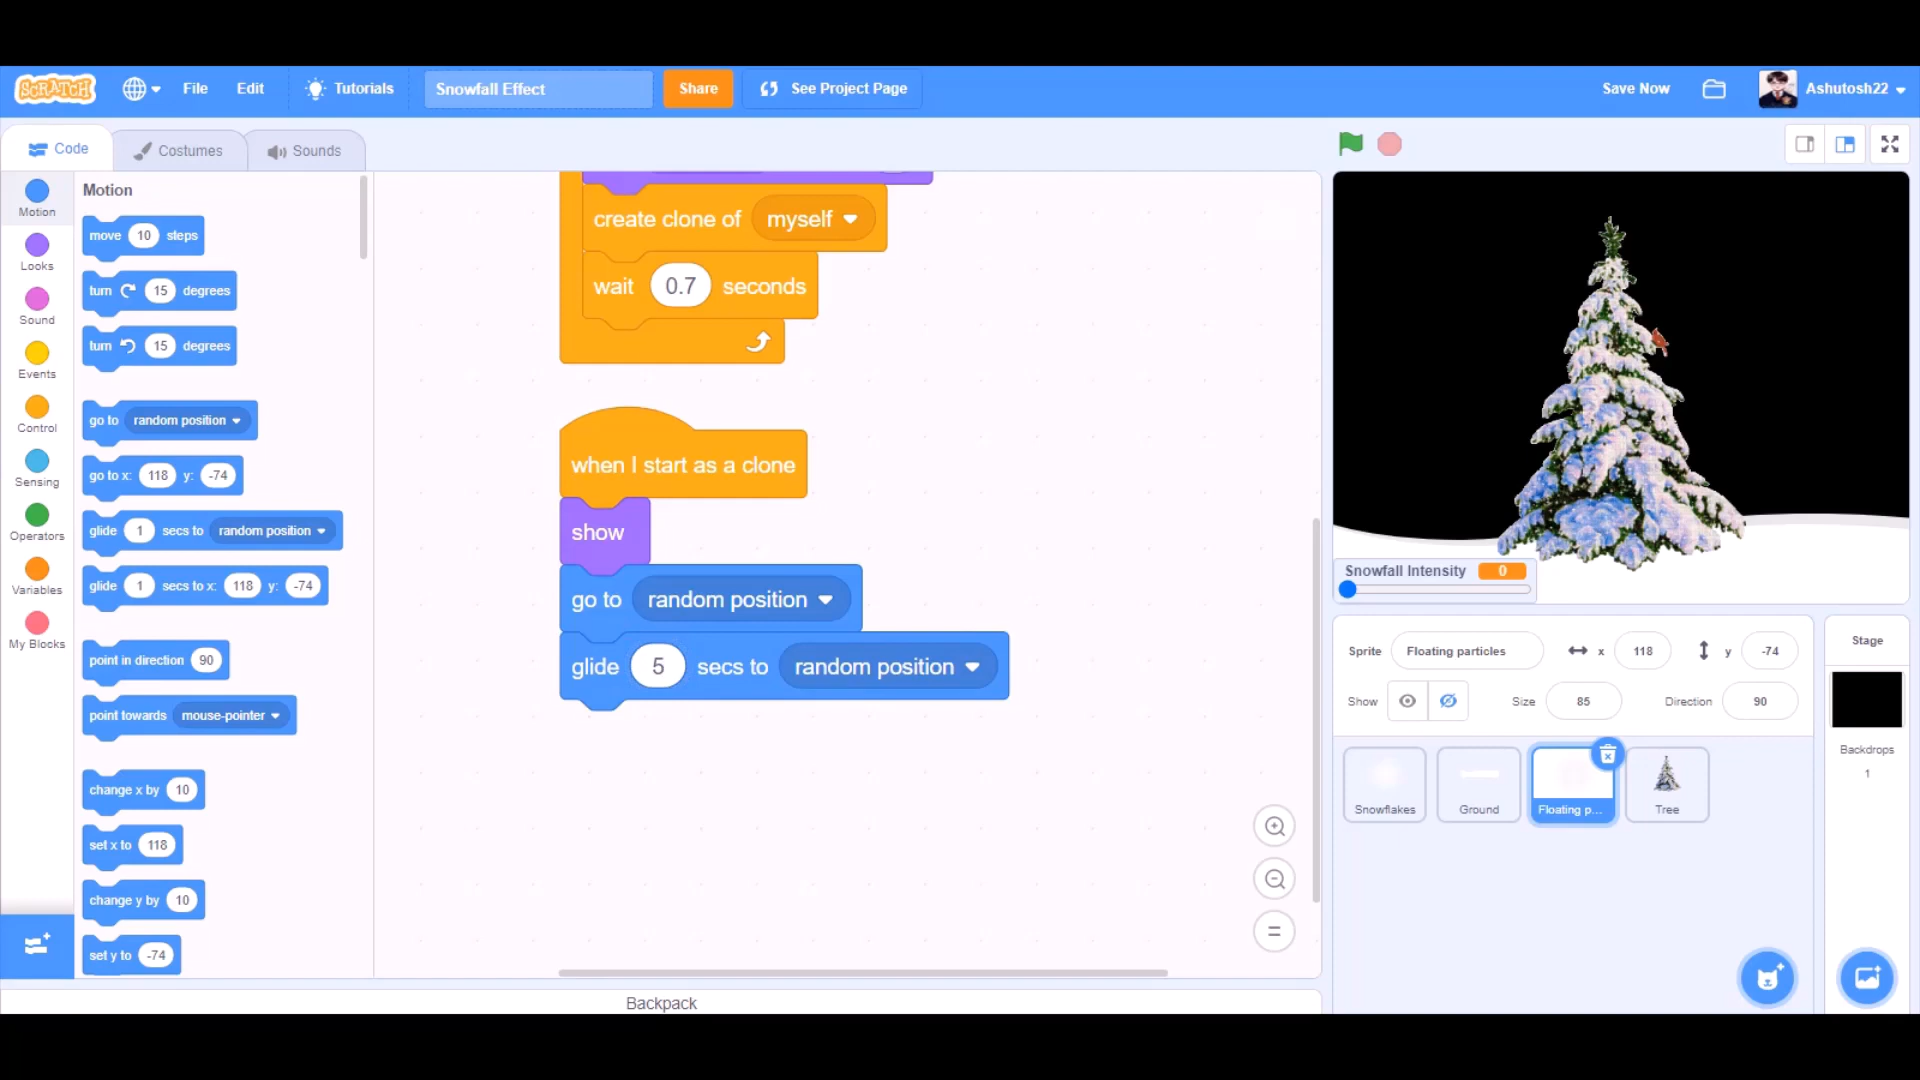 SCRATCH File Edit Tutorials Snowfall Effect Share See Project Page Save Now Ashutosh22
Code Costumes Sounds
Motion
Looks
Sound
Events
Control
Sensing
Operators
Variables
My Blocks
Motion
move 10 steps
turn 15 degrees
turn 15 degrees
go to random position
go to x: 118 y: -74
glide 1 secs to random position
glide 1 secs to x: 118 y: -74
point in direction 90
point towards mouse-pointer
change x by 10
set x to 118
change y by 10
set y to -74
create clone of myself
wait 0.7 seconds
when I start as a clone
show
go to random position
glide 5 secs to random position
Backpack
Snowfall Intensity 0
Sprite Floating particles x 118 y -74
Show Size 85 Direction 90
Snowflakes Ground Floating p... Tree
Stage
Backdrops
1